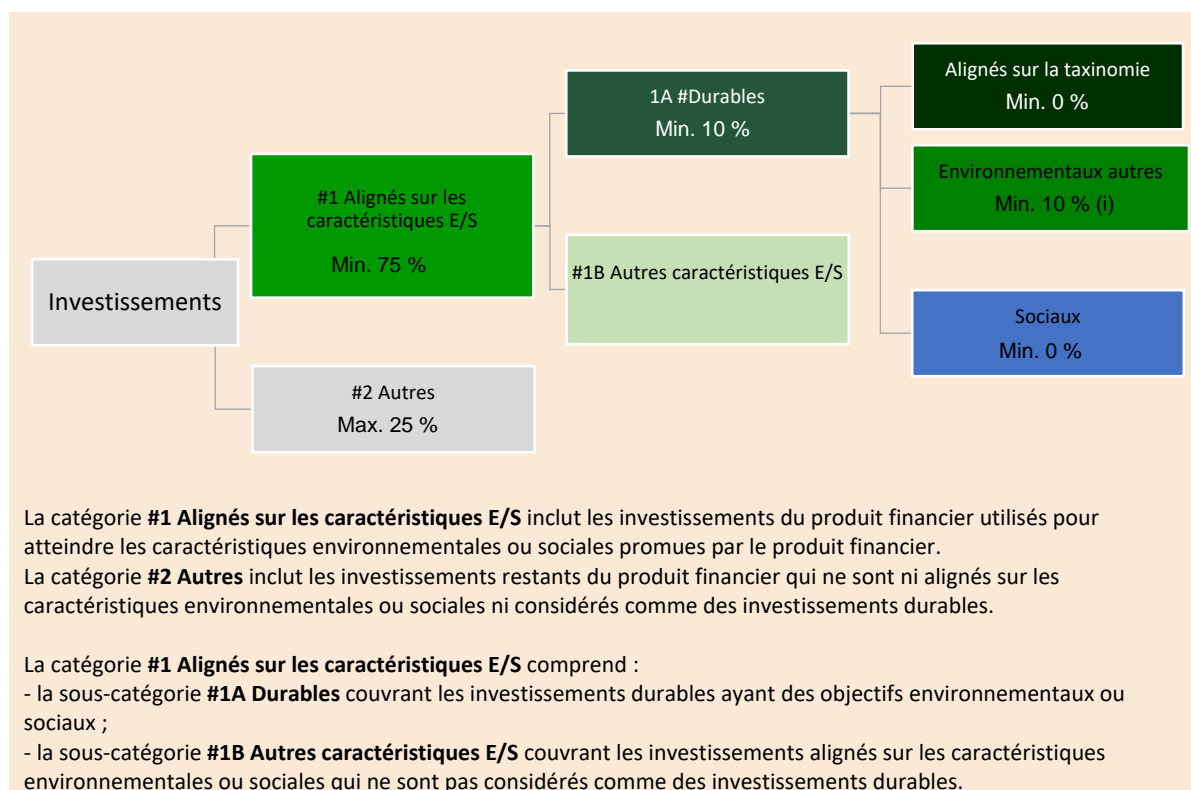 Investissements
#1 Alignés sur les
caractéristiques E/S
Min. 75 %
#2 Autres
Max. 25 %
1A #Durables
Min. 10 %
#1B Autres caractéristiques E/S
Alignés sur la taxinomie
Min. 0 %
Environnementaux autres
Min. 10 % (i)
Sociaux
Min. 0 %
La catégorie #1 Alignés sur les caractéristiques E/S inclut les investissements du produit financier utilisés pour
atteindre les caractéristiques environnementales ou sociales promues par le produit financier.
La catégorie #2 Autres inclut les investissements restants du produit financier qui ne sont ni alignés sur les
caractéristiques environnementales ou sociales ni considérés comme des investissements durables.
La catégorie #1 Alignés sur les caractéristiques E/S comprend :
- la sous-catégorie #1A Durables couvrant les investissements durables ayant des objectifs environnementaux ou
sociaux ;
- la sous-catégorie #1B Autres caractéristiques E/S couvrant les investissements alignés sur les caractéristiques
environnementales ou sociales qui ne sont pas considérés comme des investissements durables.